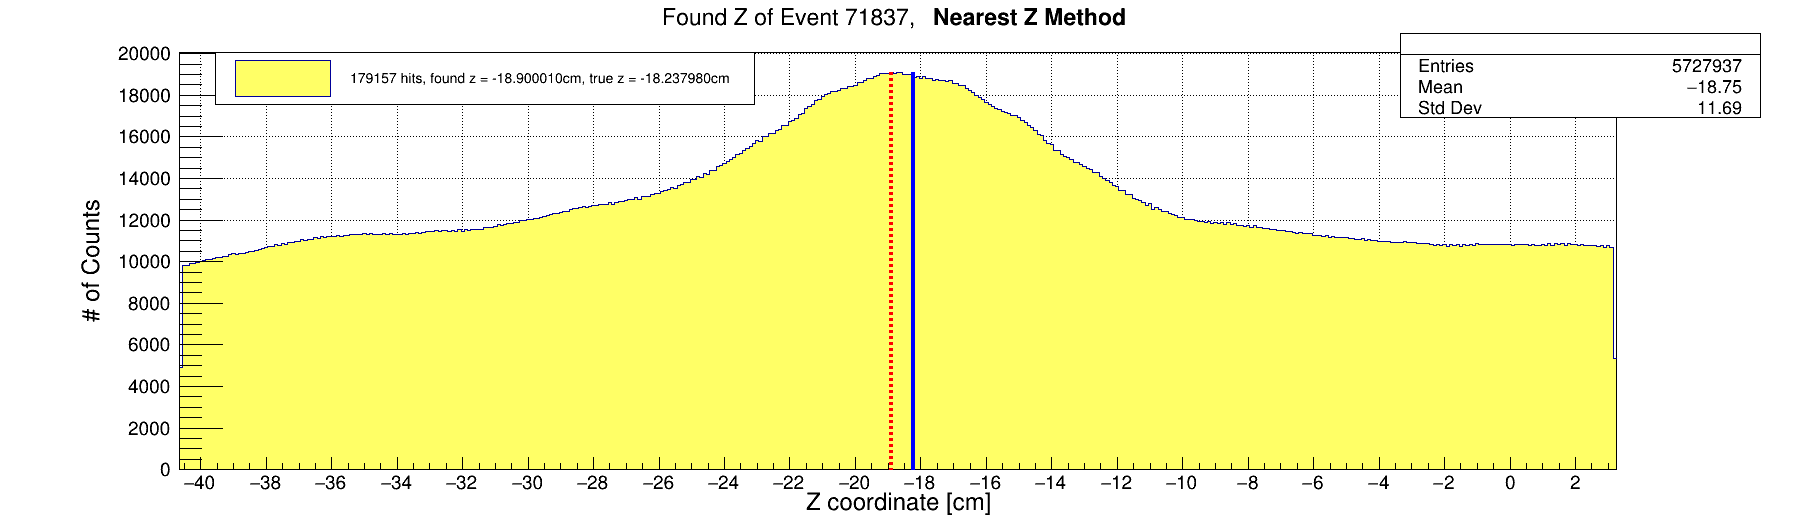 Found Z of Event 71837, Nearest Z Method
179157 hits, found z = -18.900010cm, true z = -18.237980cm
Entries 5727937
Mean −18.75
Std Dev 11.69
20000
18000
16000
14000
12000
10000
8000
6000
4000
2000
0
# of Counts
−40 −38 −36 −34 −32 −30 −28 −26 −24 −22 −20 −18 −16 −14 −12 −10 −8 −6 −4 −2 0 2
Z coordinate [cm]